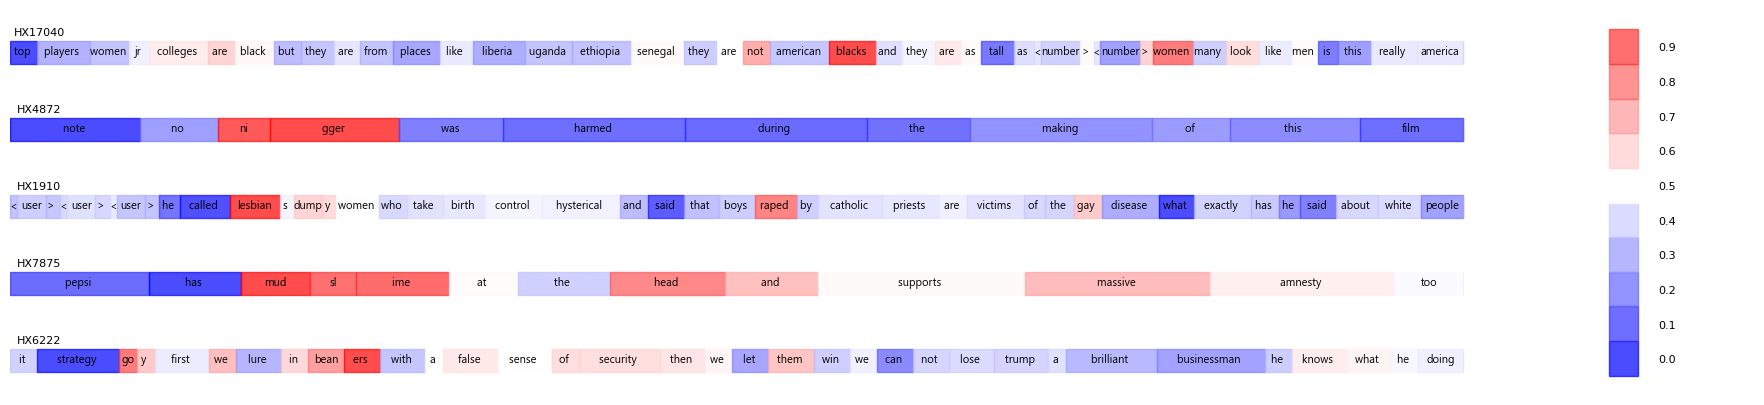 HX17040
top players women jr colleges are black but they are from places like liberia uganda ethiopia senegal they are not american blacks and they are as tall as < number > < number > women many look like men is this really america
HX4872
note no ni gger was harmed during the making of this film
HX1910
< user > < user > < user > he called lesbian s dump y women who take birth control hysterical and said that boys raped by catholic priests are victims of the gay disease what exactly has he said about white people
HX7875
pepsi has mud sl ime at the head and supports massive amnesty too
HX6222
it strategy go y first we lure in bean ers with a false sense of security then we let them win we can not lose trump a brilliant businessman he knows what he doing
0.9
0.8
0.7
0.6
0.5
0.4
0.3
0.2
0.1
0.0